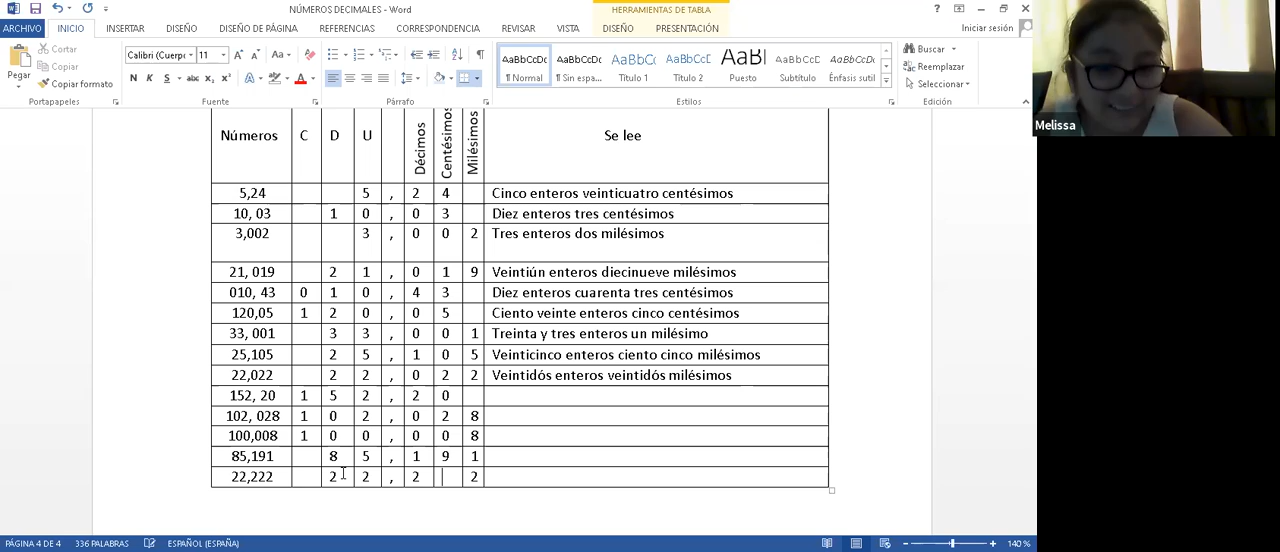 NÚMEROS DECIMALES - Word
HERRAMIENTAS DE TABLA
ARCHIVO INICIO INSERTAR DISEÑO DISEÑO DE PÁGINA REFERENCIAS CORRESPONDENCIA REVISAR VISTA DISEÑO PRESENTACIÓN Iniciar sesión
Pegar
Cortar
Copiar
Copiar formato
Portapapeles
Calibri (Cuerp 11
N K S abc x₂ x²
Fuente
Párrafo
AaBbCcDc AaBbCcDc AaBbCc AaBbCcC AaBl AaBbCcC AaBbCcDc
¶ Normal ¶ Sin espa... Título 1 Título 2 Puesto Subtítulo Énfasis sutil
Estilos
Buscar
Reemplazar
Seleccionar
Edición
Melissa
Números C D U Décimos Centésimos Milésimos Se lee
5,24 5 , 2 4 Cinco enteros veinticuatro centésimos
10, 03 1 0 , 0 3 Diez enteros tres centésimos
3,002 3 , 0 0 2 Tres enteros dos milésimos
21, 019 2 1 , 0 1 9 Veintiún enteros diecinueve milésimos
010, 43 0 1 0 , 4 3 Diez enteros cuarenta tres centésimos
120,05 1 2 0 , 0 5 Ciento veinte enteros cinco centésimos
33, 001 3 3 , 0 0 1 Treinta y tres enteros un milésimo
25,105 2 5 , 1 0 5 Veinticinco enteros ciento cinco milésimos
22,022 2 2 , 0 2 2 Veintidós enteros veintidós milésimos
152, 20 1 5 2 , 2 0
102, 028 1 0 2 , 0 2 8
100,008 1 0 0 , 0 0 8
85,191 8 5 , 1 9 1
22,222 2 2 , 2 2
PÁGINA 4 DE 4 336 PALABRAS ESPAÑOL (ESPAÑA) 140 %